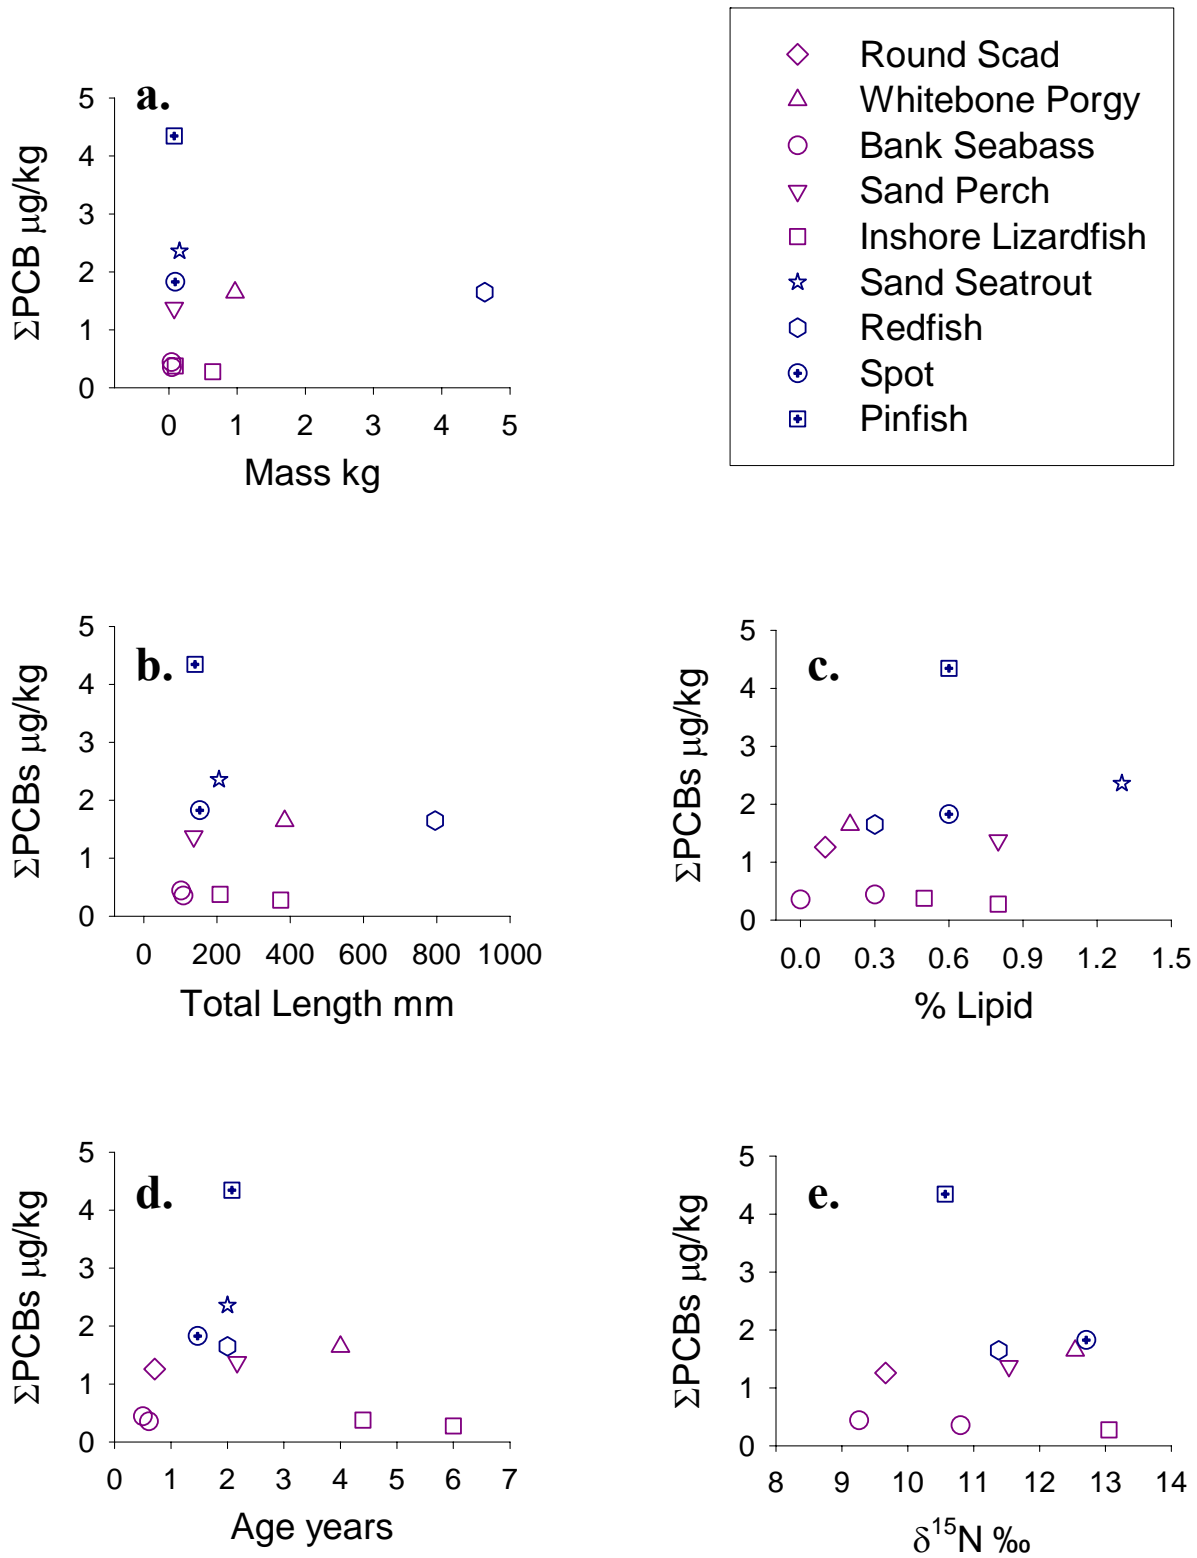 a.
5
4
3
2
1
0
ΣPCB μg/kg
0 1 2 3 4 5
Mass kg
Round Scad
Whitebone Porgy
Bank Seabass
Sand Perch
Inshore Lizardfish
Sand Seatrout
Redfish
Spot
Pinfish
b.
5
4
3
2
1
0
ΣPCBs μg/kg
0 200 400 600 800 1000
Total Length mm
c.
5
4
3
2
1
0
ΣPCBs μg/kg
0.0 0.3 0.6 0.9 1.2 1.5
% Lipid
d.
5
4
3
2
1
0
ΣPCBs μg/kg
0 1 2 3 4 5 6 7
Age years
e.
5
4
3
2
1
0
ΣPCBs μg/kg
8 9 10 11 12 13 14
δ¹⁵N ‰